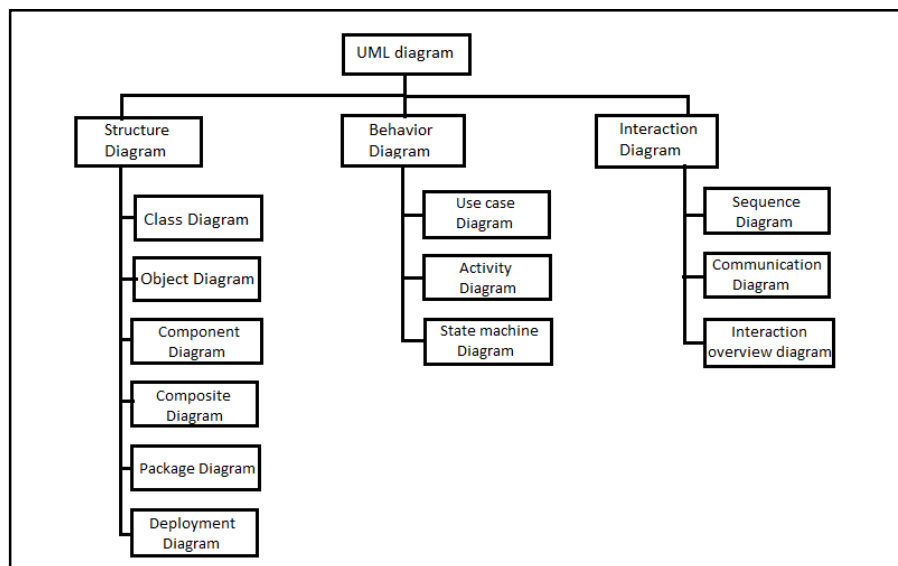 UML diagram
Structure
Diagram
Behavior
Diagram
Interaction
Diagram
Class Diagram
Object Diagram
Component
Diagram
Composite
Diagram
Package Diagram
Deployment
Diagram
Use case
Diagram
Activity
Diagram
State machine
Diagram
Sequence
Diagram
Communication
Diagram
Interaction
overview diagram